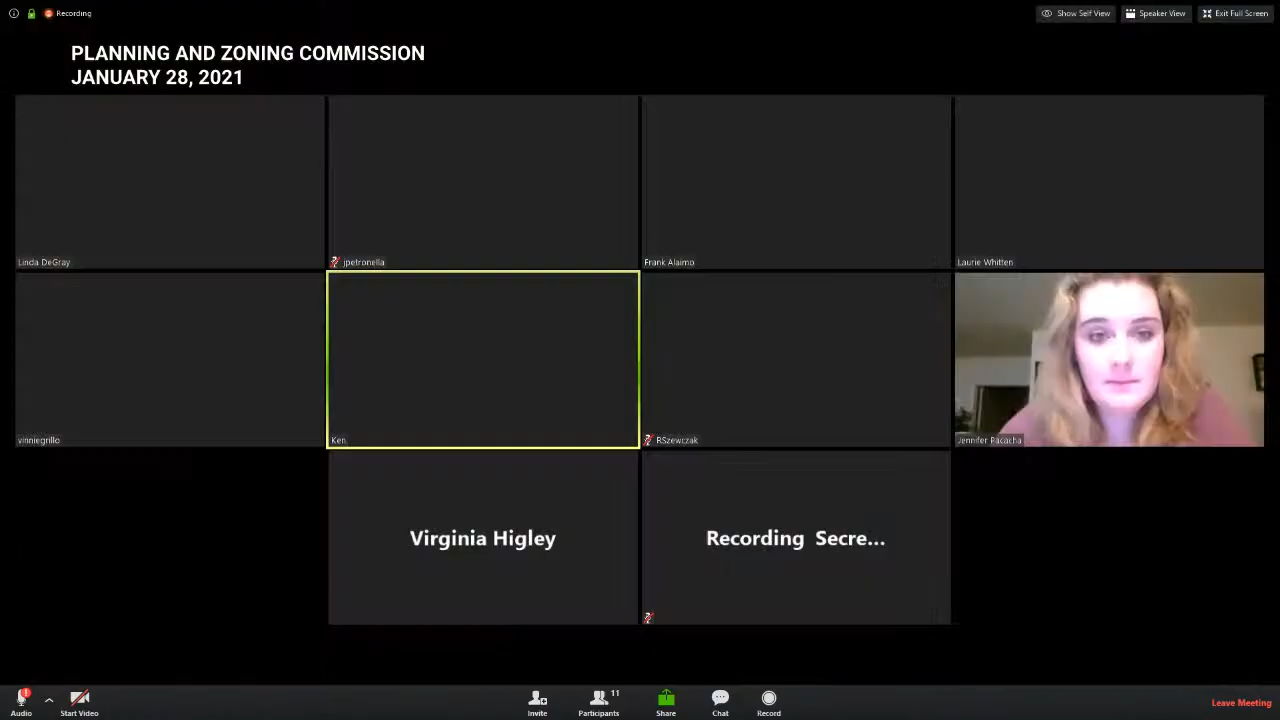 Recording
Show Self View
Speaker View
Exit Full Screen
PLANNING AND ZONING COMMISSION
JANUARY 28, 2021
Linda DeGray
jpetronella
Frank Alaimo
Laurie Whitten
vinniegrillo
Ken
RSzewczak
Jennifer Pacacha
Virginia Higley
Recording Secre...
Audio
Start Video
Invite
Participants
11
Share
Chat
Record
Leave Meeting